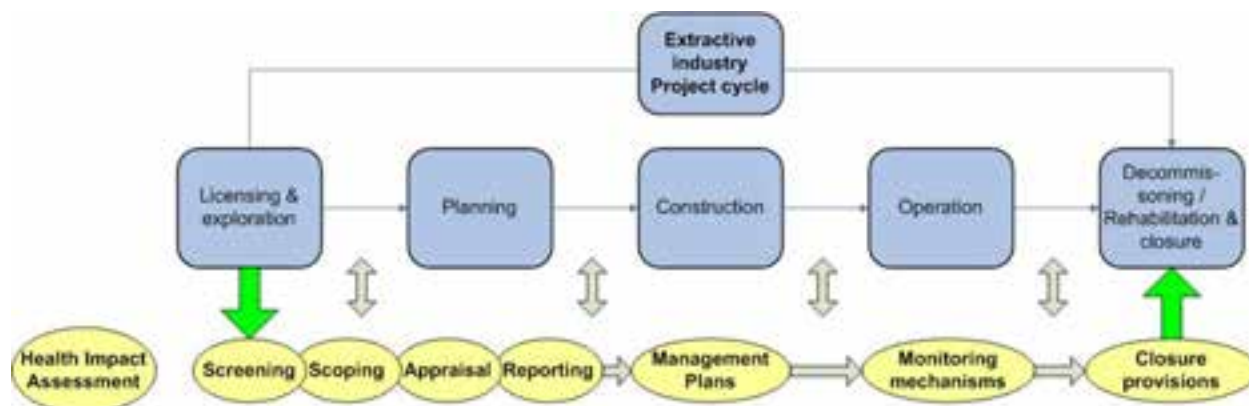 Extractive
industry
Project cycle
Licensing &
exploration
Planning
Construction
Operation
Decommis-
soning /
Rehabilitation &
closure
Health Impact
Assessment
Screening
Scoping
Appraisal
Reporting
Management
Plans
Monitoring
mechanisms
Closure
provisions